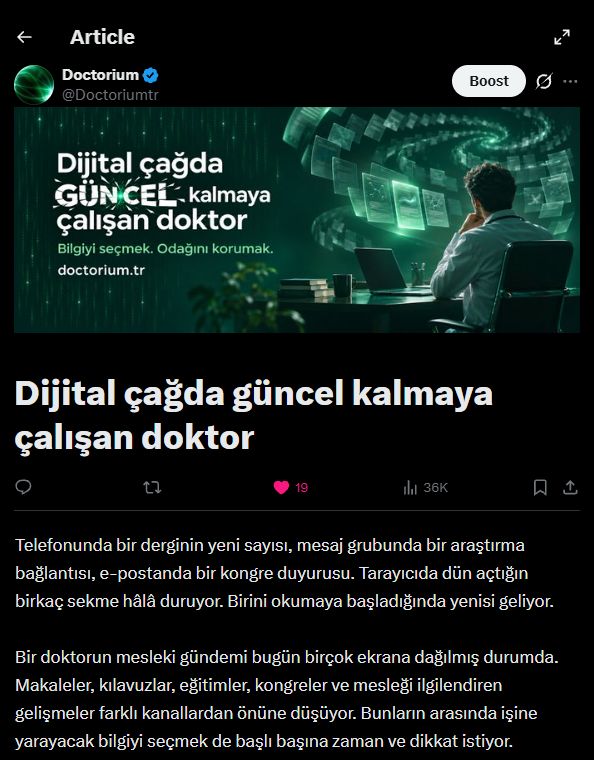 Article
Doctorium
@Doctoriumtr
Boost
Dijital çağda
GÜNCEL kalmaya
çalışan doktor
Bilgiyi seçmek. Odağını korumak.
doctorium.tr
Dijital çağda güncel kalmaya
çalışan doktor
19
36K
Telefonunda bir derginin yeni sayısı, mesaj grubunda bir araştırma
bağlantısı, e-postanda bir kongre duyurusu. Tarayıcıda dün açtığın
birkaç sekme hâlâ duruyor. Birini okumaya başladığında yenisi geliyor.
Bir doktorun mesleki gündemi bugün birçok ekrana dağılmış durumda.
Makaleler, kılavuzlar, eğitimler, kongreler ve mesleği ilgilendiren
gelişmeler farklı kanallardan önüne düşüyor. Bunların arasında işine
yarayacak bilgiyi seçmek de başlı başına zaman ve dikkat istiyor.